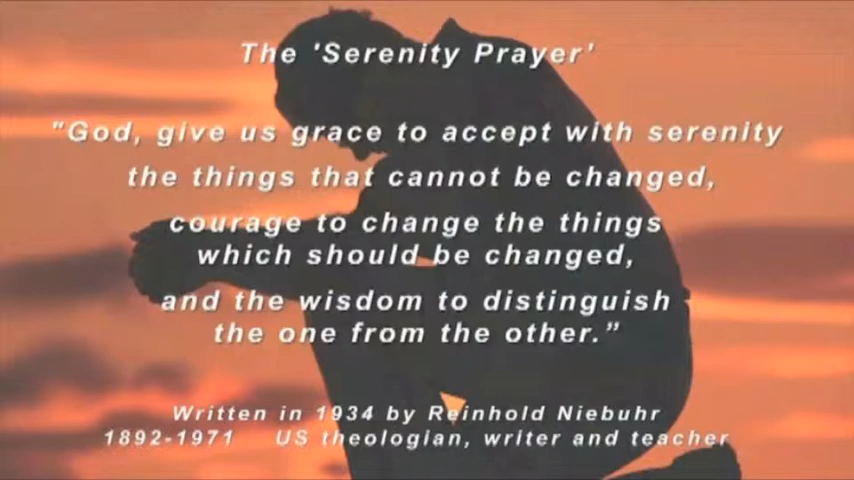 The 'Serenity Prayer'
"God, give us grace to accept with serenity
the things that cannot be changed,
courage to change the things
which should be changed,
and the wisdom to distinguish
the one from the other.”
Written in 1934 by Reinhold Niebuhr
1892-1971 US theologian, writer and teacher